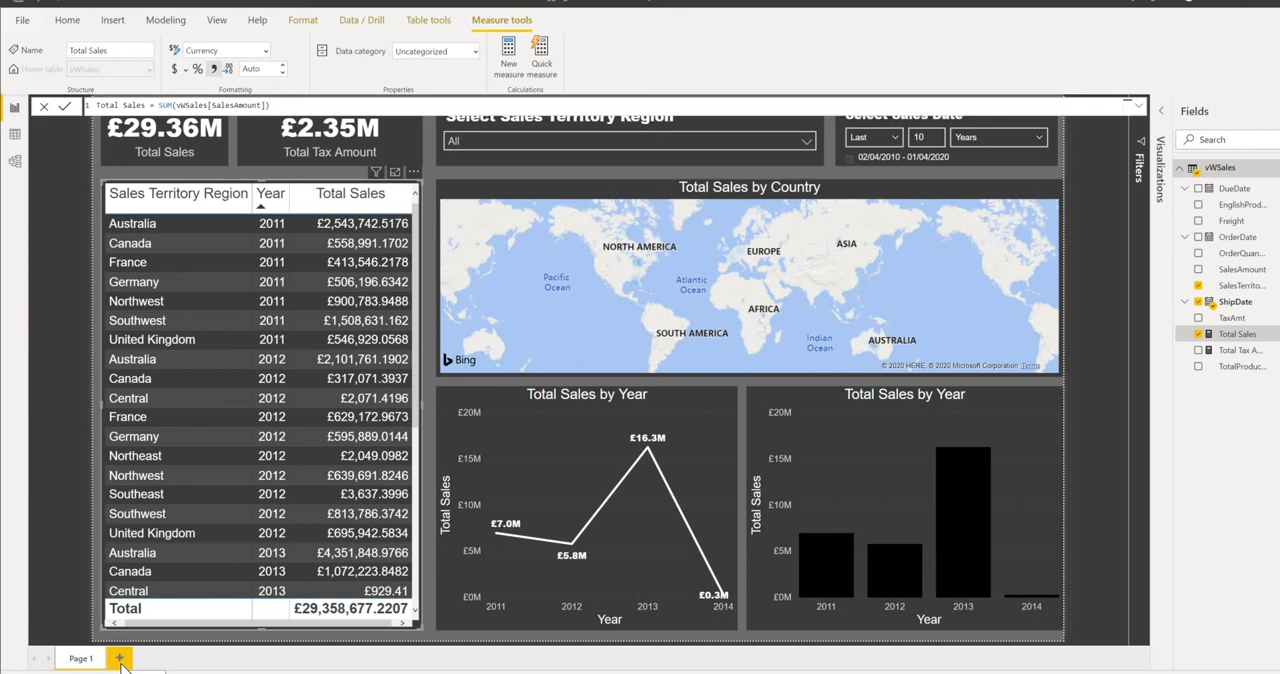 File Home Insert Modeling View Help Format Data / Drill Table tools Measure tools
Name Total Sales
Home table vWSales
Structure
Currency
$ % 9 Auto
Formatting
Data category Uncategorized
Properties
New measure
Quick measure
Calculations
1 Total Sales = SUM(vWSales[SalesAmount])
£29.36M
Total Sales
£2.35M
Total Tax Amount
Select Sales Territory Region
All
Select Sales Date
Last 10 Years
02/04/2010 - 01/04/2020
Sales Territory Region Year Total Sales
Australia 2011 £2,543,742.5176
Canada 2011 £558,991.1702
France 2011 £413,546.2178
Germany 2011 £506,196.6342
Northwest 2011 £900,783.9488
Southwest 2011 £1,508,631.162
United Kingdom 2011 £546,929.0568
Australia 2012 £2,101,761.1902
Canada 2012 £317,071.3937
Central 2012 £2,071.4196
France 2012 £629,172.9673
Germany 2012 £595,889.0144
Northeast 2012 £2,049.0982
Northwest 2012 £639,691.8246
Southeast 2012 £3,637.3996
Southwest 2012 £813,786.3742
United Kingdom 2012 £695,942.5834
Australia 2013 £4,351,848.9766
Canada 2013 £1,072,223.8482
Central 2013 £929.41
Total £29,358,677.2207
Total Sales by Country
NORTH AMERICA
EUROPE
ASIA
Pacific Ocean
Atlantic Ocean
AFRICA
SOUTH AMERICA
Indian Ocean
AUSTRALIA
Bing
© 2020 HERE, © 2020 Microsoft Corporation Terms
Total Sales by Year
£20M
£15M
£10M
£5M
£0M
Total Sales
£7.0M
£5.8M
£16.3M
£0.3M
2011 2012 2013 2014
Year
Total Sales by Year
£20M
£15M
£10M
£5M
£0M
Total Sales
2011 2012 2013 2014
Year
Filters
Visualizations
Fields
Search
vWSales
DueDate
EnglishProd...
Freight
OrderDate
OrderQuan...
SalesAmount
SalesTerrito...
ShipDate
TaxAmt
Total Sales
Total Tax A...
TotalProduc...
Page 1